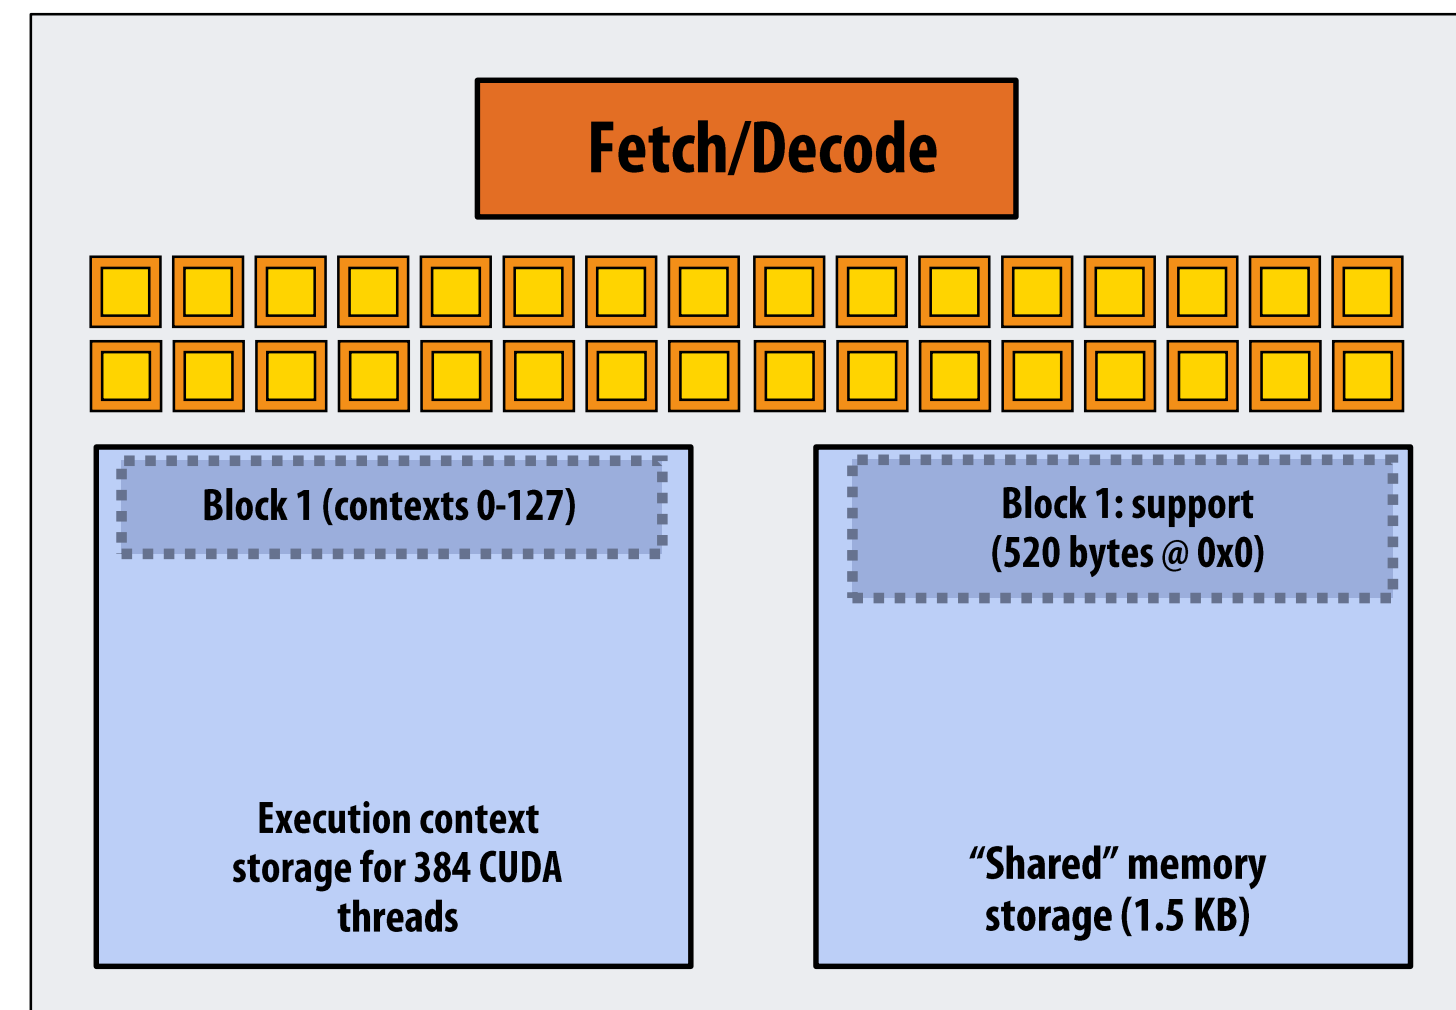 Fetch/Decode
Block 1 (contexts 0-127)
Execution context
storage for 384 CUDA
threads
Block 1: support
(520 bytes @ 0x0)
“Shared” memory
storage (1.5 KB)